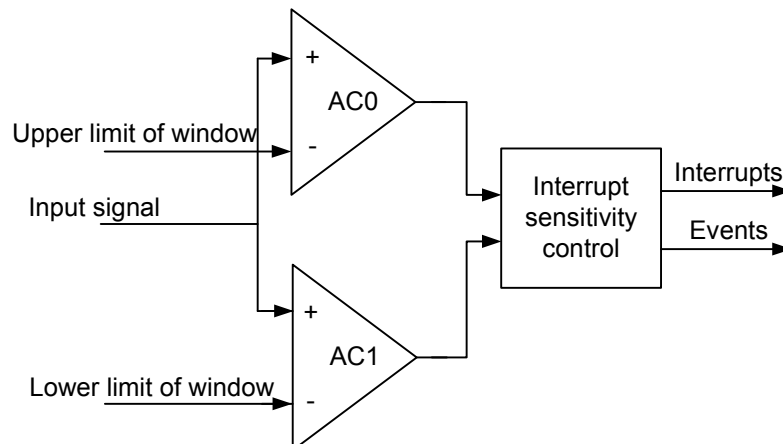 +
AC0
Upper limit of window
-
Input signal
Interrupt
sensitivity
control
Interrupts
Events
+
AC1
Lower limit of window
-